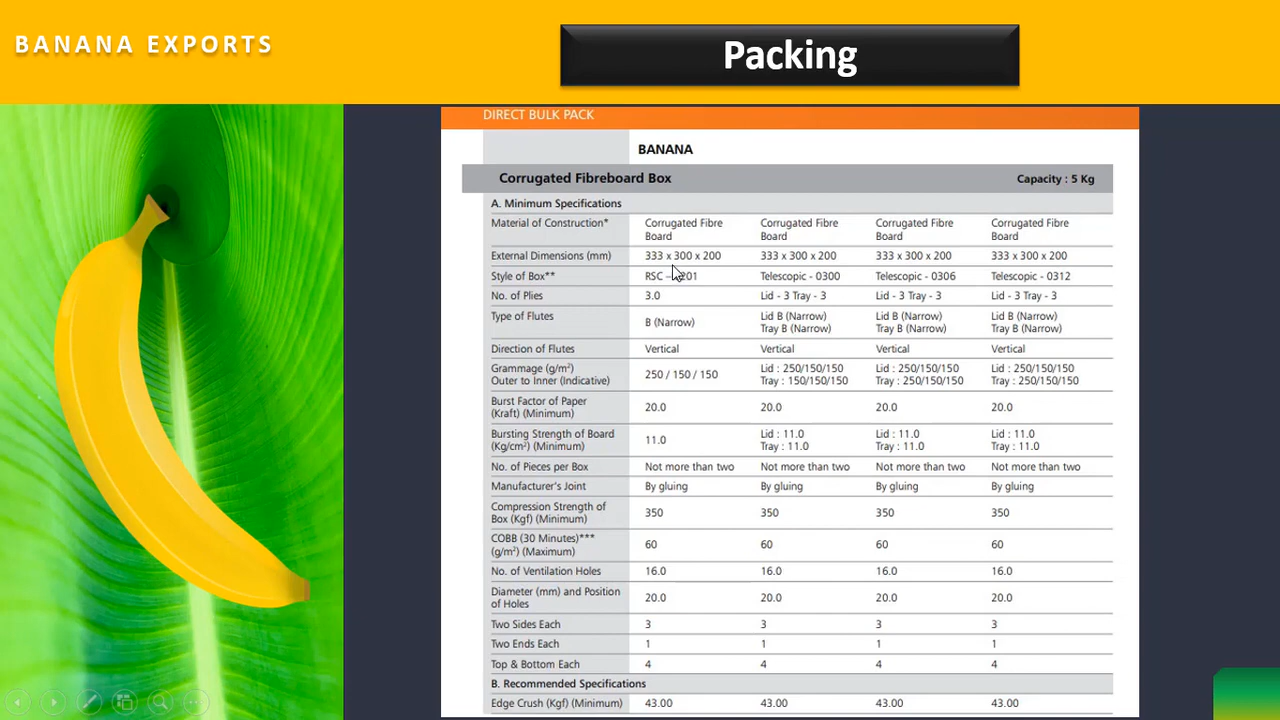 BANANA EXPORTS
Packing
DIRECT BULK PACK
BANANA
Corrugated Fibreboard Box Capacity : 5 Kg
A. Minimum Specifications
Material of Construction* Corrugated Fibre Board Corrugated Fibre Board Corrugated Fibre Board Corrugated Fibre Board
External Dimensions (mm) 333 x 300 x 200 333 x 300 x 200 333 x 300 x 200 333 x 300 x 200
Style of Box** RSC – 201 Telescopic - 0300 Telescopic - 0306 Telescopic - 0312
No. of Plies 3.0 Lid - 3 Tray - 3 Lid - 3 Tray - 3 Lid - 3 Tray - 3
Type of Flutes B (Narrow) Lid B (Narrow) Tray B (Narrow) Lid B (Narrow) Tray B (Narrow) Lid B (Narrow) Tray B (Narrow)
Direction of Flutes Vertical Vertical Vertical Vertical
Grammage (g/m²) Outer to Inner (Indicative) 250 / 150 / 150 Lid : 250/150/150 Tray : 150/150/150 Lid : 250/150/150 Tray : 250/150/150 Lid : 250/150/150 Tray : 250/150/150
Burst Factor of Paper (Kraft) (Minimum) 20.0 20.0 20.0 20.0
Bursting Strength of Board (Kg/cm²) (Minimum) 11.0 Lid : 11.0 Tray : 11.0 Lid : 11.0 Tray : 11.0 Lid : 11.0 Tray : 11.0
No. of Pieces per Box Not more than two Not more than two Not more than two Not more than two
Manufacturer's Joint By gluing By gluing By gluing By gluing
Compression Strength of Box (Kgf) (Minimum) 350 350 350 350
COBB (30 Minutes)*** (g/m²) (Maximum) 60 60 60 60
No. of Ventilation Holes 16.0 16.0 16.0 16.0
Diameter (mm) and Position of Holes 20.0 20.0 20.0 20.0
Two Sides Each 3 3 3 3
Two Ends Each 1 1 1 1
Top & Bottom Each 4 4 4 4
B. Recommended Specifications
Edge Crush (Kgf) (Minimum) 43.00 43.00 43.00 43.00